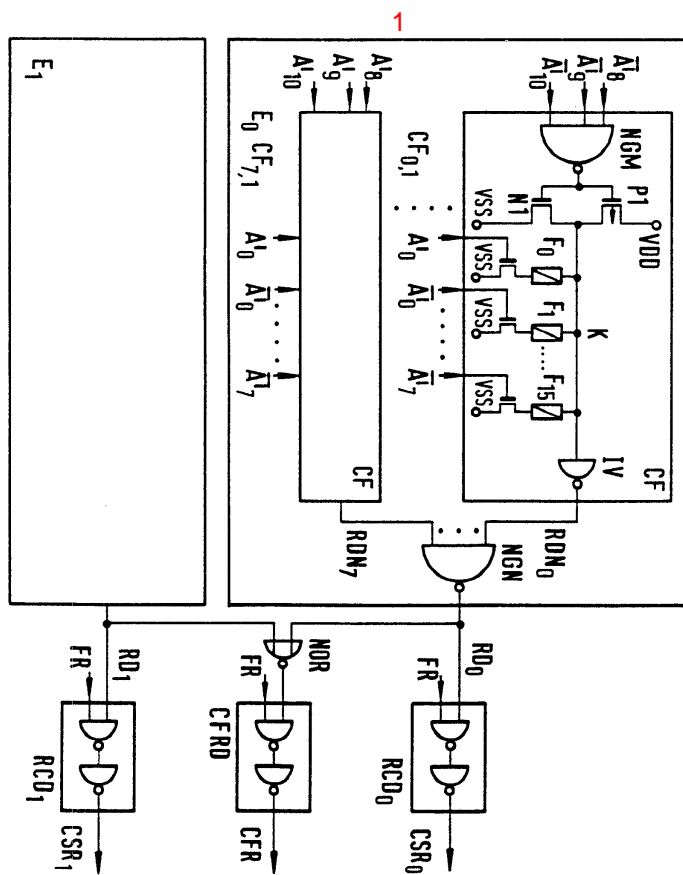 1
E₁
A'₁₀
A'₉
A'₈
E₀ CF₇,₁
A'₀
A̅'₀
A̅'₇
CF
RDN₇
CF₀,₁
A̅'₁₀
A̅'₉
A̅'₈
NGM
N1
P1
VSS
VDD
A'₀
A̅'₀
A̅'₇
VSS
VSS
VSS
F₀
F₁
F₁₅
K
IV
CF
RDN₀
NGN
NOR
RD₁
RD₀
FR
FR
FR
RCD₁
CFRD
RCD₀
CSR₁
CFR
CSR₀